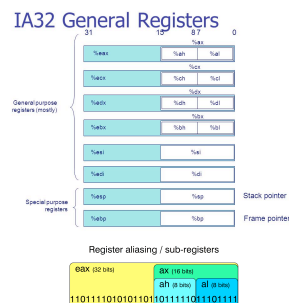 IA32 General Registers
31 15 8 7 0
%ax
%eax %ah %al
%cx
%ecx %ch %cl
%dx
%edx %dh %dl
%bx
%ebx %bh %bl
General purpose
registers (mostly)
%esi %si
%edi %di
Special purpose
registers
%esp %sp Stack pointer
%ebp %bp Frame pointer
Register aliasing / sub-registers
eax (32 bits) ax (16 bits)
ah (8 bits) al (8 bits)